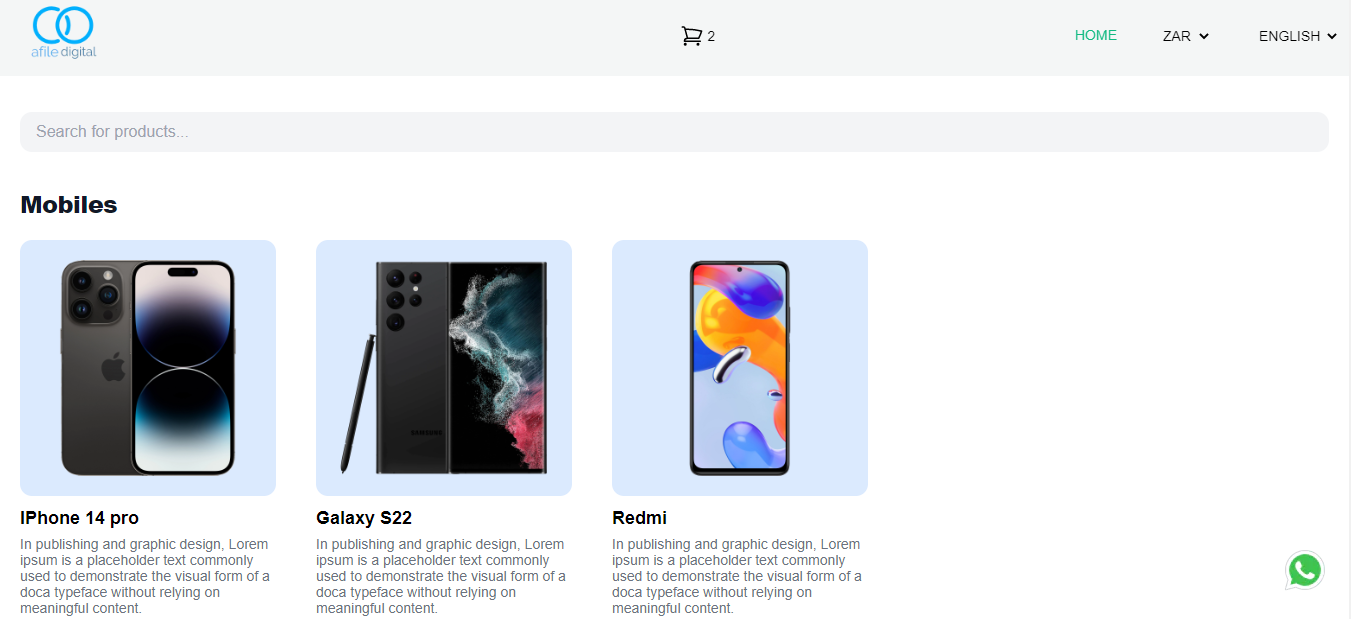 afile digital
2
HOME
ZAR
ENGLISH
Search for products...
Mobiles
IPhone 14 pro
In publishing and graphic design, Lorem
ipsum is a placeholder text commonly
used to demonstrate the visual form of a
doca typeface without relying on
meaningful content.
SAMSUNG
Galaxy S22
In publishing and graphic design, Lorem
ipsum is a placeholder text commonly
used to demonstrate the visual form of a
doca typeface without relying on
meaningful content.
Redmi
In publishing and graphic design, Lorem
ipsum is a placeholder text commonly
used to demonstrate the visual form of a
doca typeface without relying on
meaningful content.